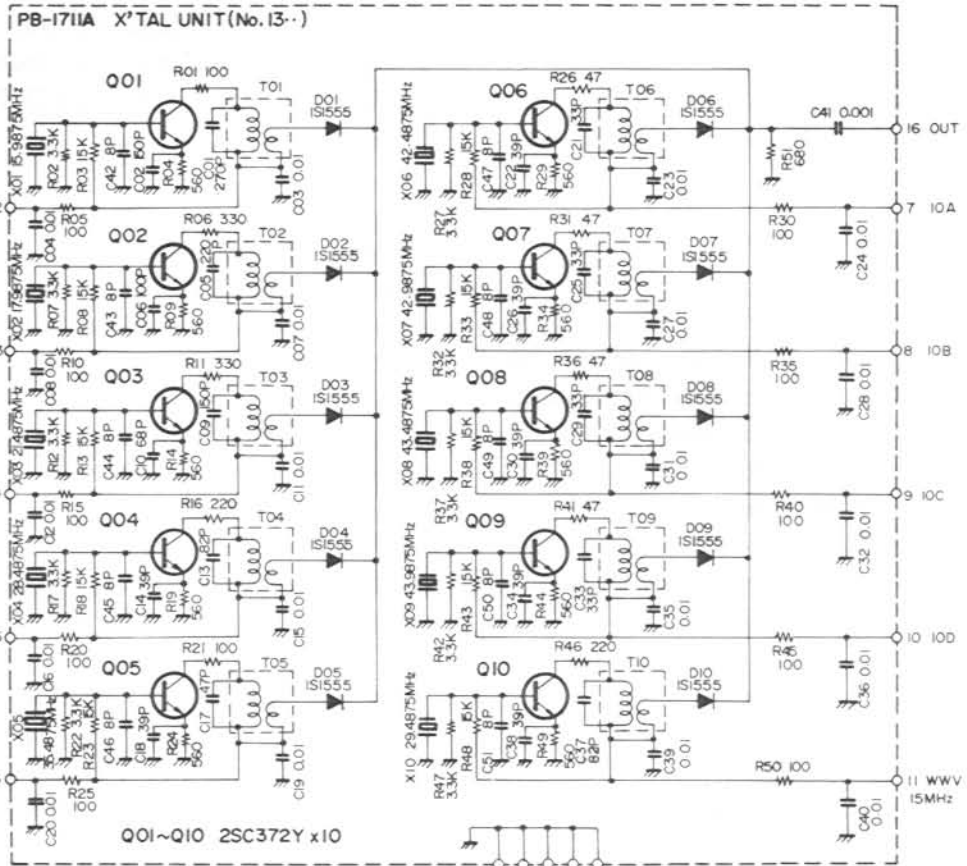 PB-1711A X'TAL UNIT (No.13··)
Q01
R01 100
T01
D01
1S1555
X01 15.9875MHz
R02 3.3K
R03 15K
C42 8P
C02 150P
R04
560
C01
270P
C03 0.01
R05
100
C04 0.01
Q02
R06 330
T02
D02
1S1555
X02 17.9875MHz
R07 3.3K
R08 15K
C43 8P
C06 100P
R09
560
C05 220P
C07 0.01
R10
100
C08 0.01
Q03
R11 330
T03
D03
1S1555
X03 21.4875MHz
R12 3.3K
R13 15K
C44 8P
C10 68P
R14
560
C09 150P
C11 0.01
R15
100
C12 0.01
Q04
R16 220
T04
D04
1S1555
X04 28.4875MHz
R17 3.3K
R18 15K
C45 8P
C14 39P
R19
560
C13 82P
C15 0.01
R20
100
C16 0.01
Q05
R21 100
T05
D05
1S1555
X05
35.4875MHz
R22 3.3K
R23 15K
C46 8P
C18 39P
R24
560
C17 47P
C19 0.01
R25
100
C20 0.01
Q01~Q10 2SC372Y x10
Q06
R26 47
T06
D06
1S1555
X06 42.4875MHz
R27
3.3K
R28 15K
C47 8P
C22 39P
R29
560
C21 33P
C23
0.01
C41 0.001
R51
680
16 OUT
R30
100
7 10A
C24 0.01
Q07
R31 47
T07
D07
1S1555
X07 42.9875MHz
R32
3.3K
R33 15K
C48 8P
C26 39P
R34
560
C25 33P
C27
0.01
R35
100
8 10B
C28 0.01
Q08
R36 47
T08
D08
1S1555
X08 43.4875MHz
R37
3.3K
R38 15K
C49 8P
C30 39P
R39
560
C29 33P
C31
0.01
R40
100
9 10C
C32 0.01
Q09
R41 47
T09
D09
1S1555
X09 43.9875MHz
R42
3.3K
R43 15K
C50 8P
C34 39P
R44
560
C33
33P
C35
0.01
R45
100
10 10D
C36 0.01
Q10
R46 220
T10
D10
1S1555
X10 29.4875MHz
R47
3.3K
R48 15K
C51 8P
C38 39P
R49
560
C37
82P
C39
0.01
R50 100
11 WWV
15MHz
C40
0.01